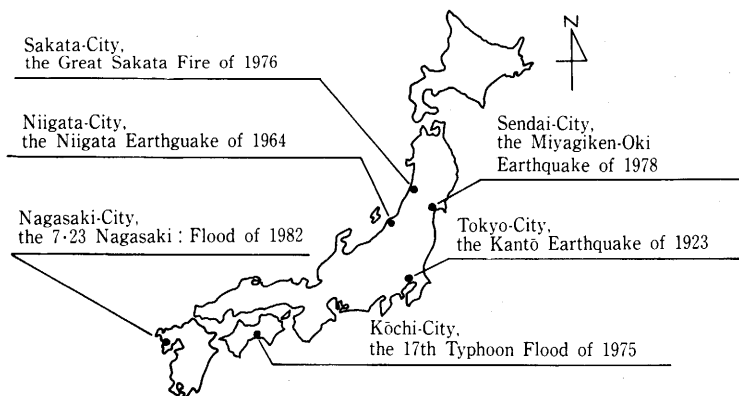 Sakata-City,
the Great Sakata Fire of 1976
N
Niigata-City,
the Niigata Earthguake of 1964
Sendai-City,
the Miyagiken-Oki
Earthquake of 1978
Nagasaki-City,
the 7·23 Nagasaki : Flood of 1982
Tokyo-City,
the Kantō Earthquake of 1923
Kōchi-City,
the 17th Typhoon Flood of 1975